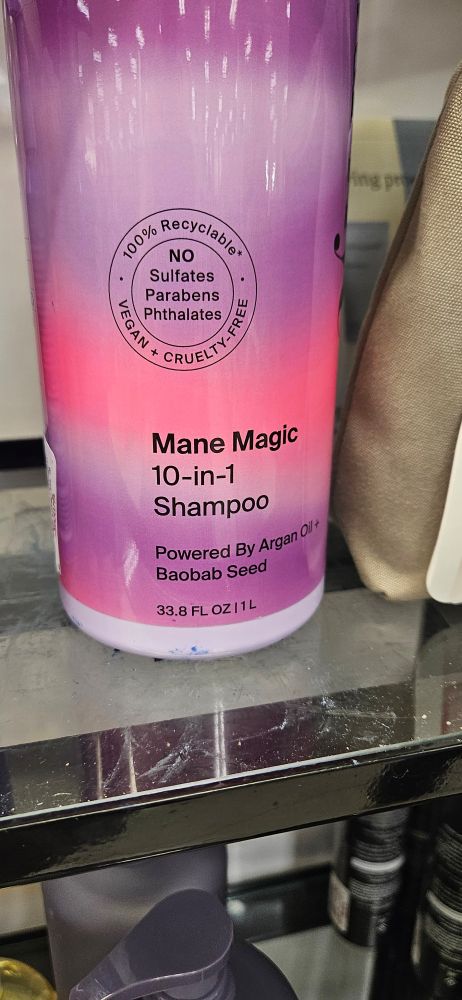 100% Recyclable*
NO
Sulfates
Parabens
Phthalates
VEGAN + CRUELTY-FREE
Mane Magic
10-in-1
Shampoo
Powered By Argan Oil +
Baobab Seed
33.8 FL OZ | 1 L